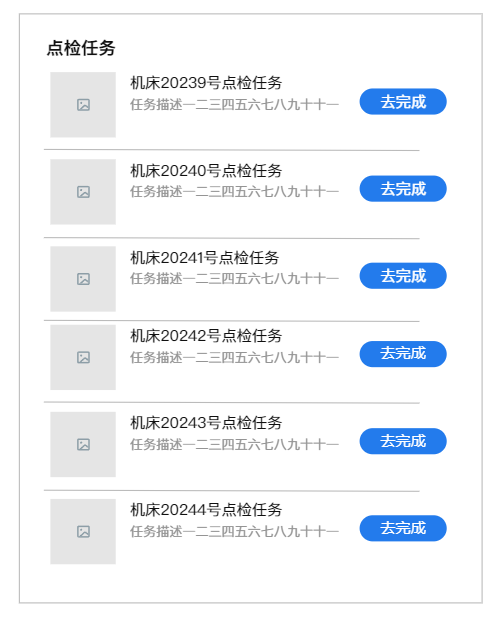 点检任务
机床20239号点检任务
任务描述一二三四五六七八九十十一
去完成
机床20240号点检任务
任务描述一二三四五六七八九十十一
去完成
机床20241号点检任务
任务描述一二三四五六七八九十十一
去完成
机床20242号点检任务
任务描述一二三四五六七八九十十一
去完成
机床20243号点检任务
任务描述一二三四五六七八九十十一
去完成
机床20244号点检任务
任务描述一二三四五六七八九十十一
去完成